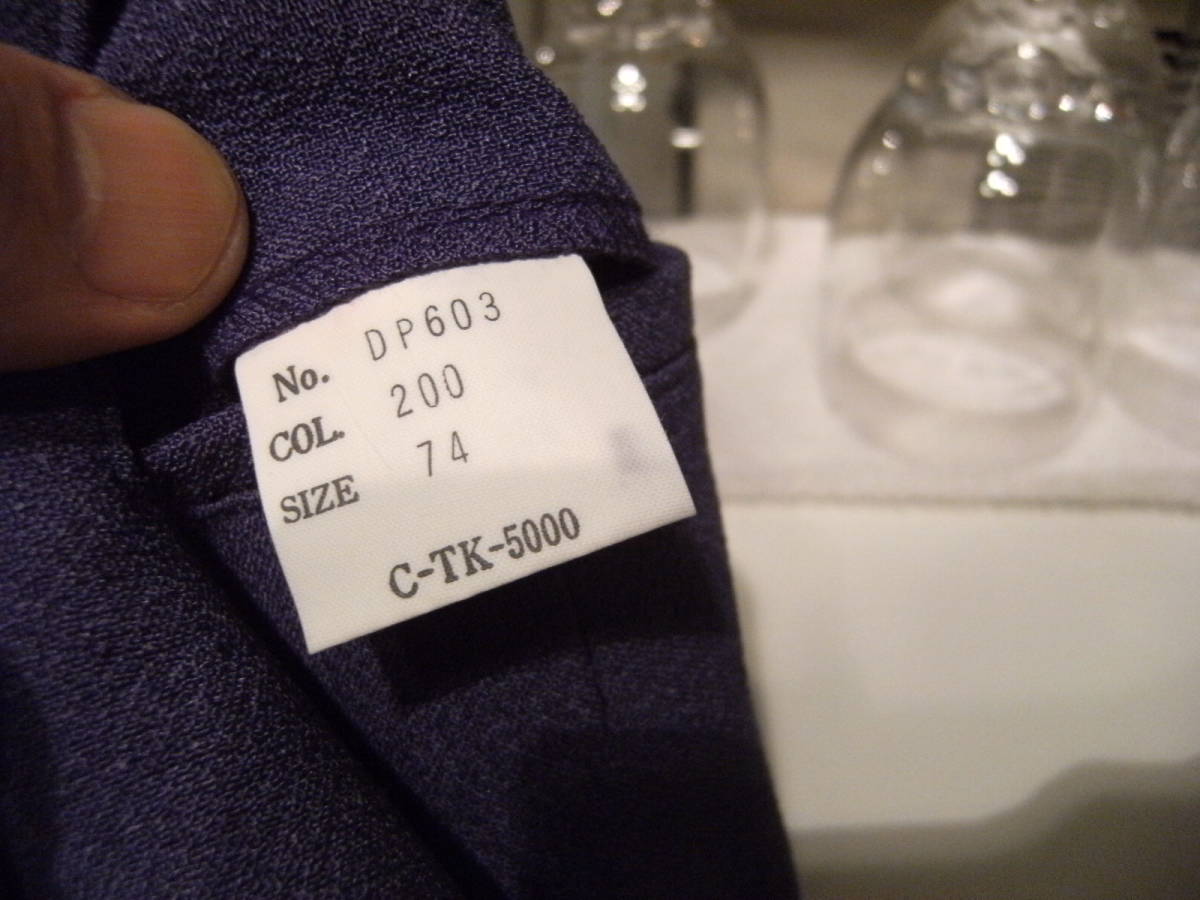 No. DP603
COL. 200
SIZE 74
C-TK-5000